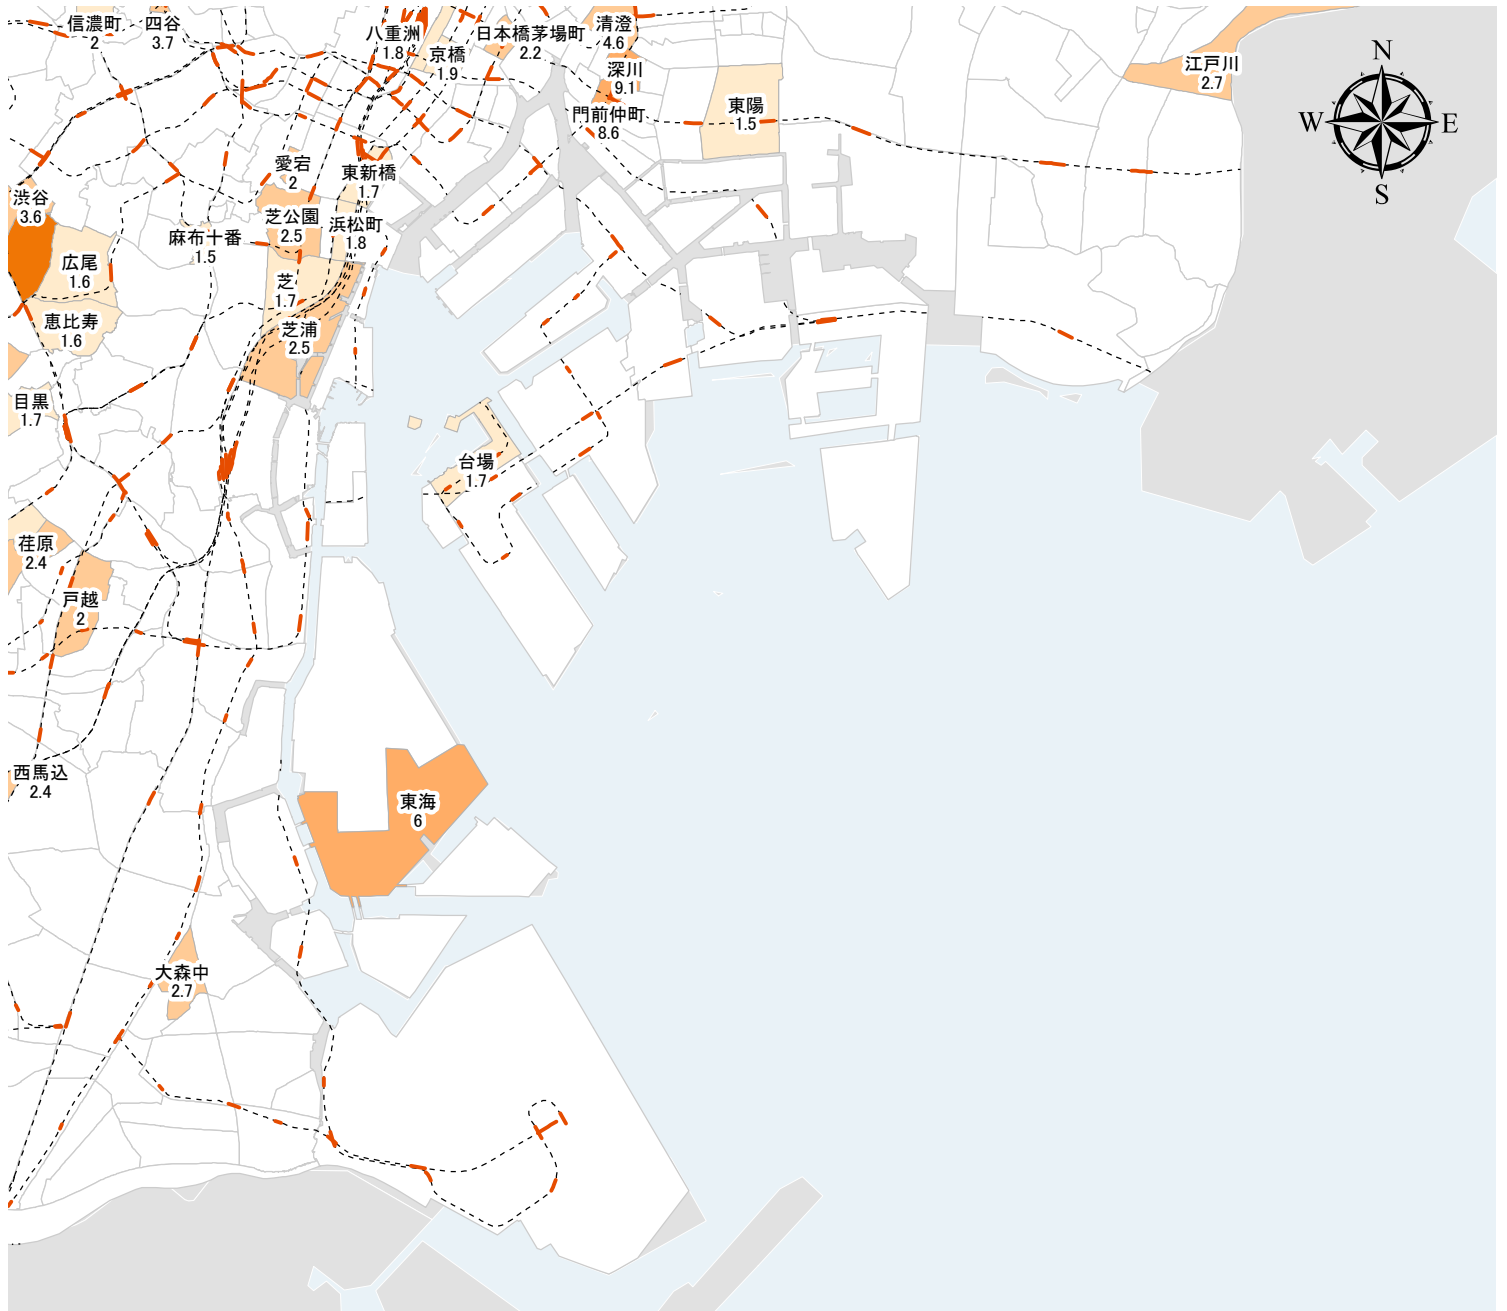 信濃町
2
四谷
3.7
八重洲
1.8
京橋
1.9
日本橋茅場町
2.2
清澄
4.6
深川
9.1
門前仲町
8.6
東陽
1.5
江戸川
2.7
N
W
E
S
愛宕
2
東新橋
1.7
渋谷
3.6
芝公園
2.5
浜松町
1.8
麻布十番
1.5
広尾
1.6
芝
1.7
恵比寿
1.6
芝浦
2.5
目黒
1.7
台場
1.7
荏原
2.4
戸越
2
西馬込
2.4
東海
6
大森中
2.7